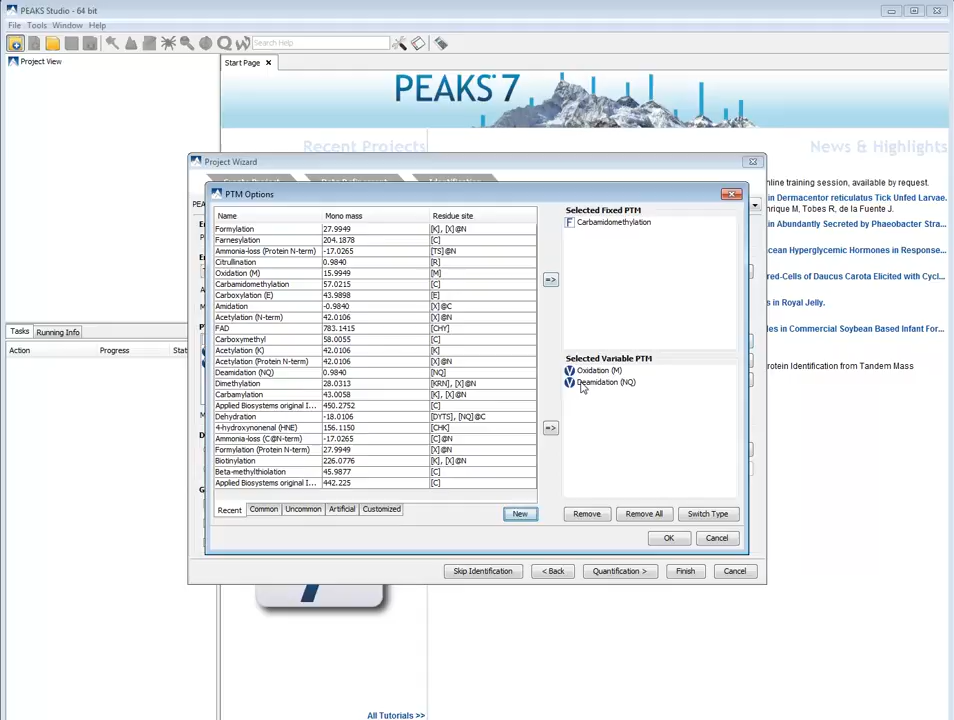 PEAKS Studio - 64 bit
File Tools Window Help
Search Help
Project View
Start Page
PEAKS 7
Recent Projects
News & Highlights
Project Wizard
nline training session, available by request.
in Dermacentor reticulatus Tick Unfed Larvae.
nrique M, Tobes R, de la Fuente J.
in Abundantly Secreted by Phaeobacter Stra...
cean Hyperglycemic Hormones in Response...
red-Cells of Daucus Carota Elicited with Cycl...
s in Royal Jelly.
les in Commercial Soybean Based Infant For...
rotein Identification from Tandem Mass
PTM Options
Name Mono mass Residue site
Formylation 27.9949 [K], [X]@N
Farnesylation 204.1878 [C]
Ammonia-loss (Protein N-term) -17.0265 [TS]@N
Citrullination 0.9840 [R]
Oxidation (M) 15.9949 [M]
Carbamidomethylation 57.0215 [C]
Carboxylation (E) 43.9898 [E]
Amidation -0.9840 [X]@C
Acetylation (N-term) 42.0106 [X]@N
FAD 783.1415 [CHY]
Carboxymethyl 58.0055 [C]
Acetylation (K) 42.0106 [K]
Acetylation (Protein N-term) 42.0106 [X]@N
Deamidation (NQ) 0.9840 [NQ]
Dimethylation 28.0313 [KRN], [X]@N
Carbamylation 43.0058 [K], [X]@N
Applied Biosystems original I... 450.2752 [C]
Dehydration -18.0106 [DYTS], [NQ]@C
4-hydroxynonenal (HNE) 156.1150 [CHK]
Ammonia-loss (C@N-term) -17.0265 [C]@N
Formylation (Protein N-term) 27.9949 [X]@N
Biotinylation 226.0776 [K], [X]@N
Beta-methylthiolation 45.9877 [C]
Applied Biosystems original I... 442.225 [C]
Recent Common Uncommon Artificial Customized
New
Selected Fixed PTM
F Carbamidomethylation
Selected Variable PTM
V Oxidation (M)
V Deamidation (NQ)
=>
=>
Remove Remove All Switch Type
OK Cancel
Skip Identification < Back Quantification > Finish Cancel
Tasks Running Info
Action Progress Stat
All Tutorials >>